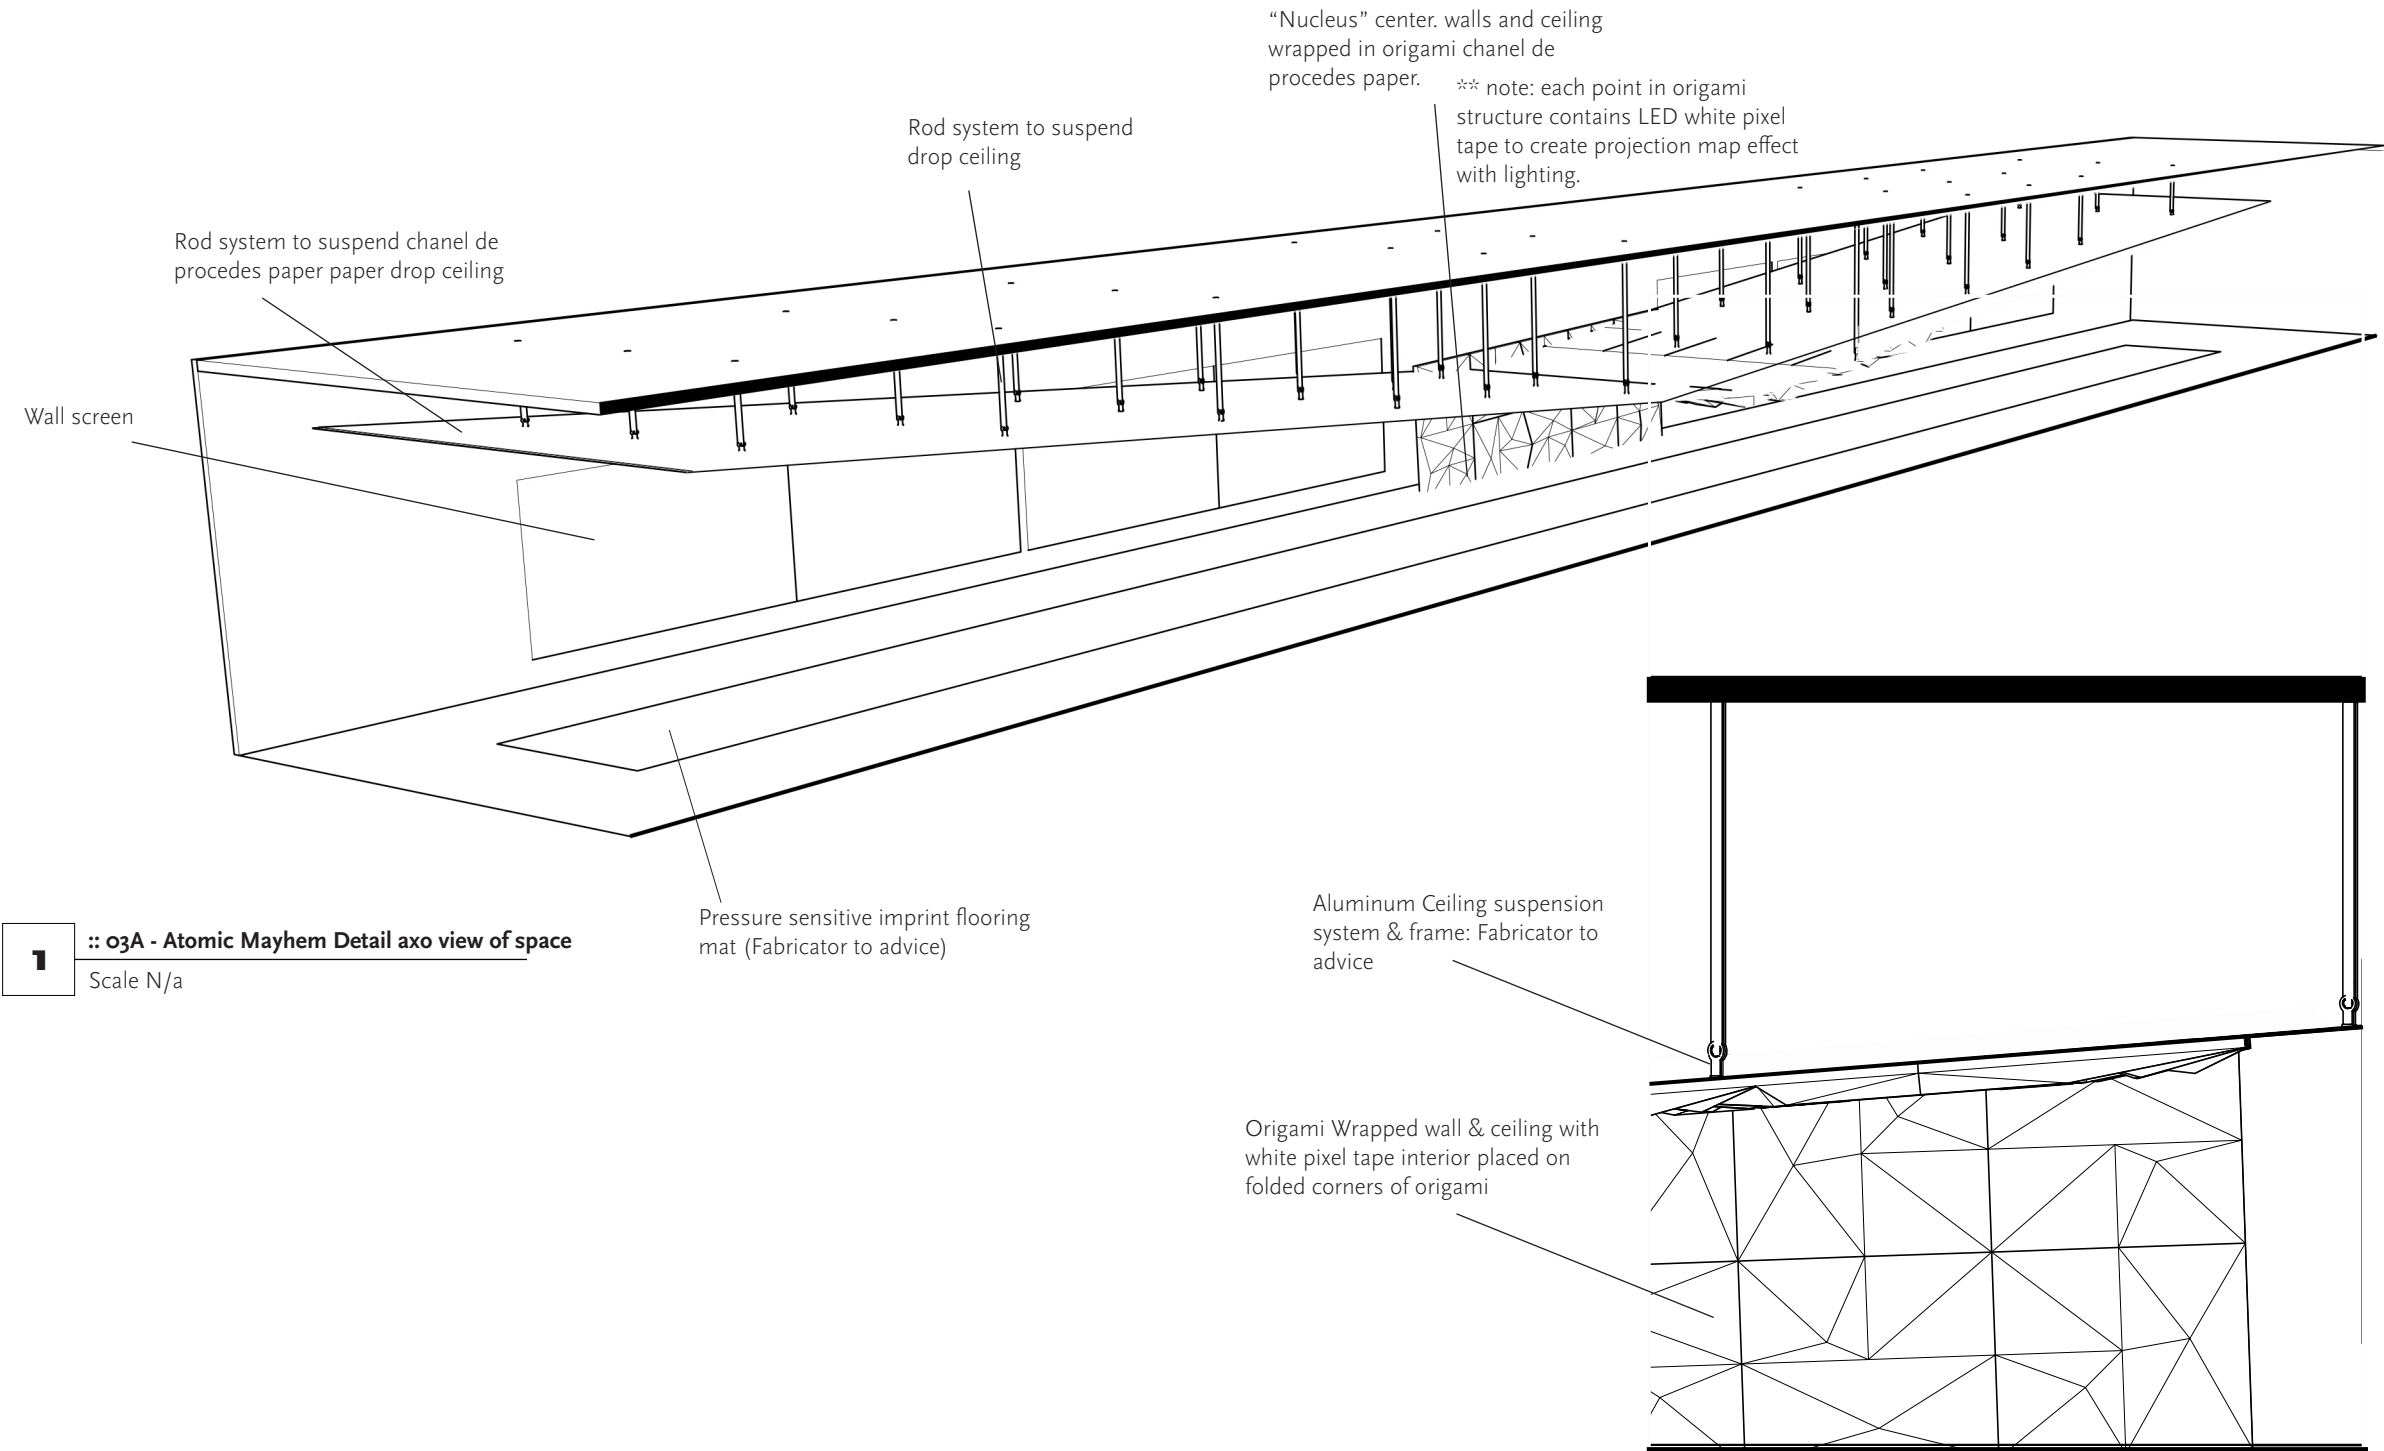 “Nucleus” center. walls and ceiling
wrapped in origami chanel de
procedes paper.
** note: each point in origami
structure contains LED white pixel
tape to create projection map effect
with lighting.
Rod system to suspend
drop ceiling
Rod system to suspend chanel de
procedes paper paper drop ceiling
Wall screen
Pressure sensitive imprint flooring
mat (Fabricator to advice)
1
:: 03A - Atomic Mayhem Detail axo view of space
Scale N/a
Aluminum Ceiling suspension
system & frame: Fabricator to
advice
Origami Wrapped wall & ceiling with
white pixel tape interior placed on
folded corners of origami